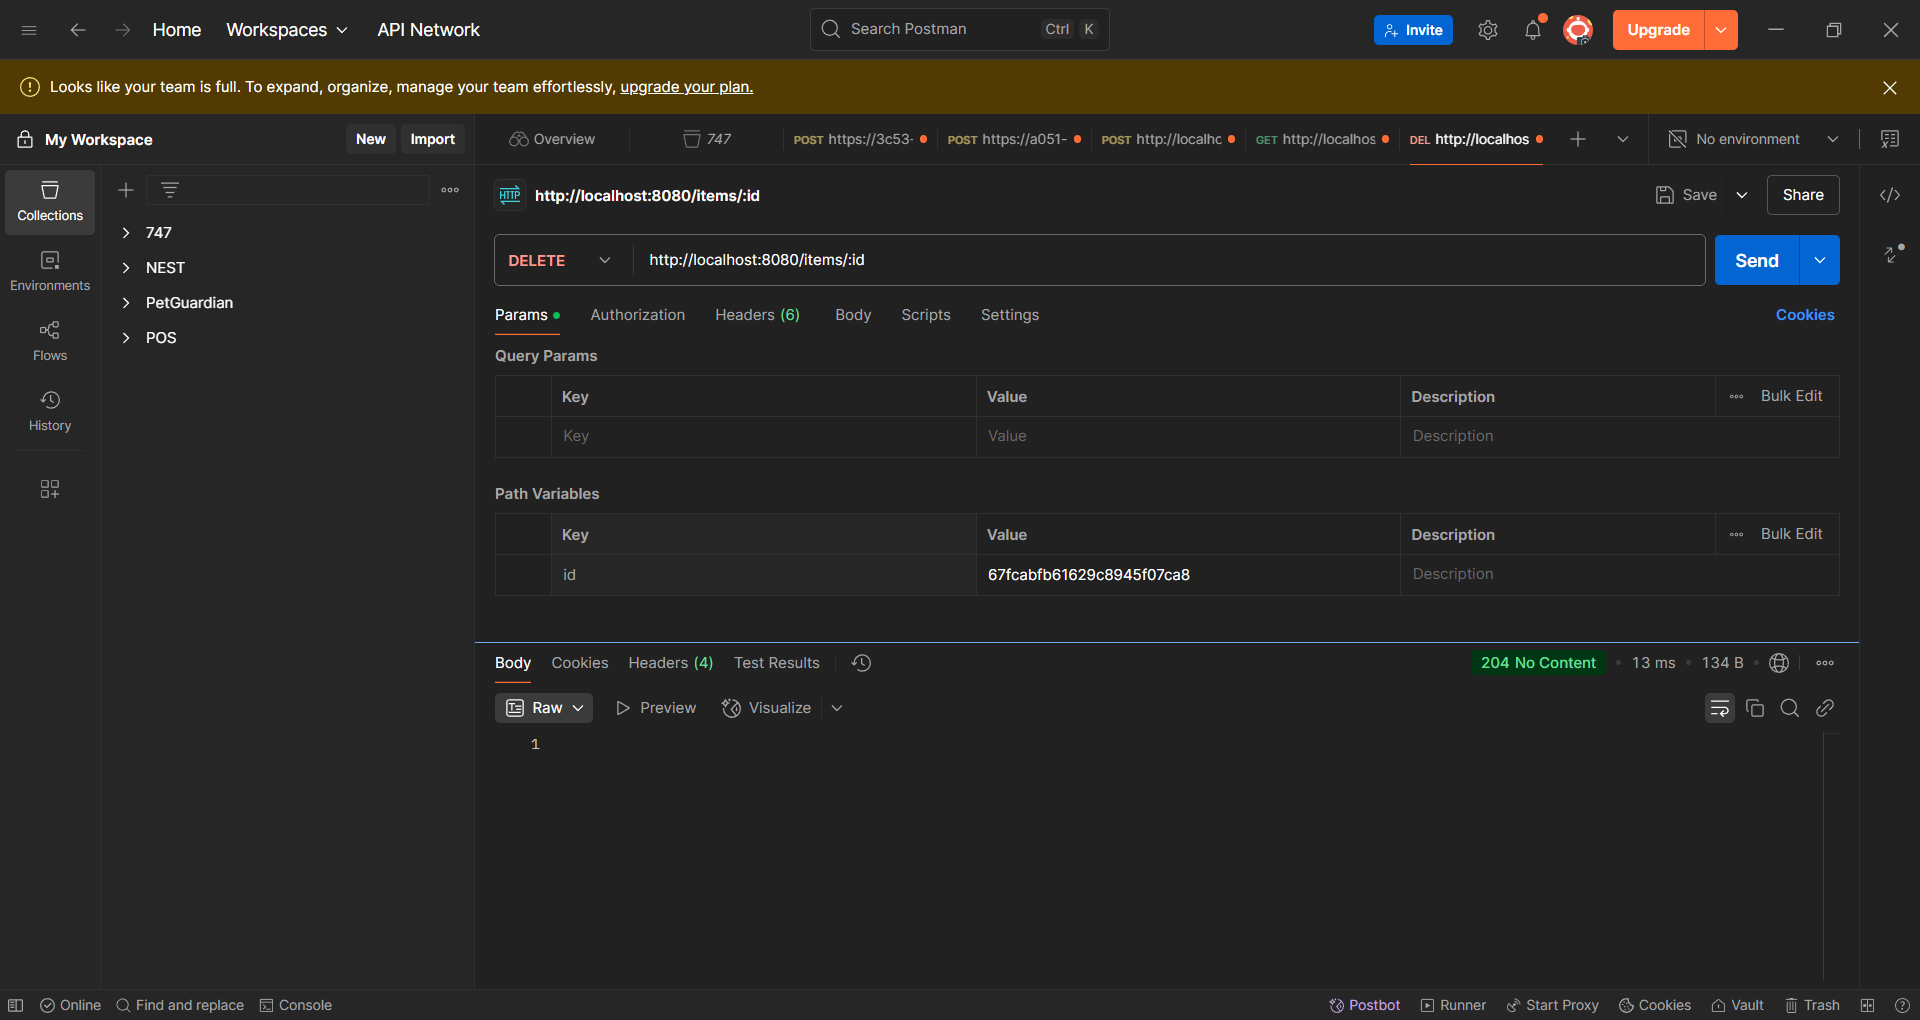 Home Workspaces API Network Search Postman Ctrl K Invite Upgrade
Looks like your team is full. To expand, organize, manage your team effortlessly, upgrade your plan.
My Workspace New Import Overview 747 POST https://3c53- POST https://a051- POST http://localhc GET http://localhos DEL http://localhos No environment
Collections
Environments
Flows
History
747
NEST
PetGuardian
POS
HTTP http://localhost:8080/items/:id Save Share
DELETE http://localhost:8080/items/:id Send
Params Authorization Headers (6) Body Scripts Settings Cookies
Query Params
Key Value Description Bulk Edit
Key Value Description
Path Variables
Key Value Description Bulk Edit
id 67fcabfb61629c8945f07ca8 Description
Body Cookies Headers (4) Test Results 204 No Content 13 ms 134 B
Raw Preview Visualize
1
Online Find and replace Console Postbot Runner Start Proxy Cookies Vault Trash